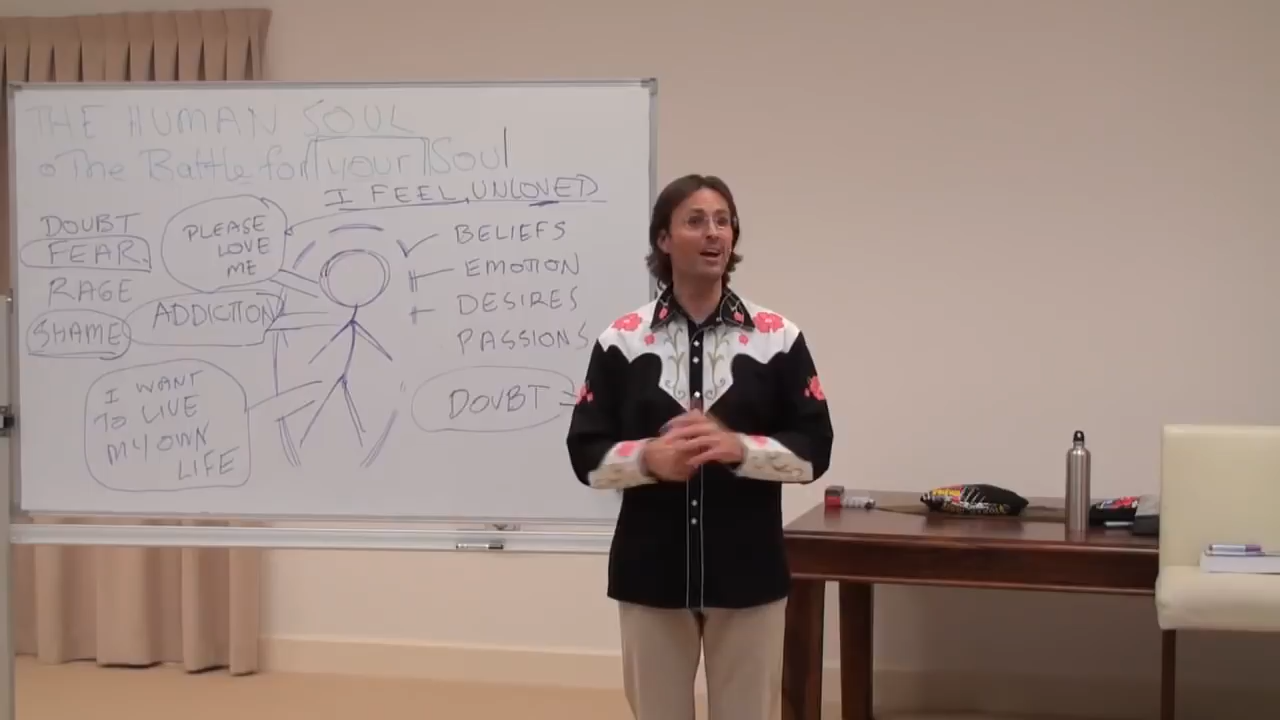 THE HUMAN SOUL
The Battle for your Soul
I FEEL UNLOVED
DOUBT
FEAR
RAGE
SHAME
PLEASE
LOVE
ME
ADDICTION
I WANT
TO LIVE
MY OWN
LIFE
BELIEFS
EMOTION
DESIRES
PASSIONS
DOUBT